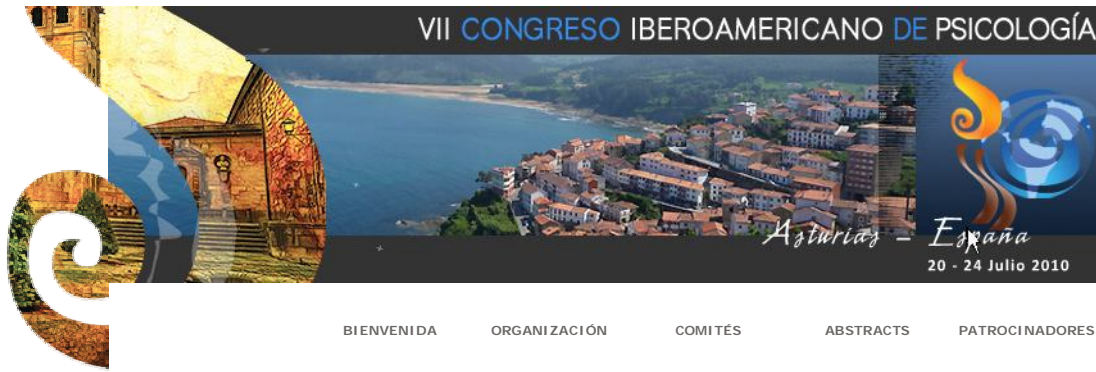 VII CONGRESO IBEROAMERICANO DE PSICOLOGÍA
Asturias - España
20 - 24 Julio 2010
BIENVENIDA ORGANIZACIÓN COMITÉS ABSTRACTS PATROCINADORES